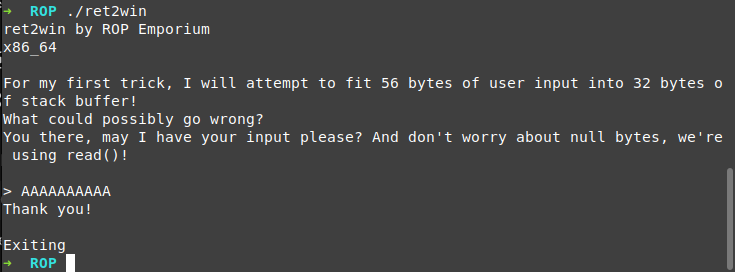 → ROP ./ret2win
ret2win by ROP Emporium
x86_64
For my first trick, I will attempt to fit 56 bytes of user input into 32 bytes o
f stack buffer!
What could possibly go wrong?
You there, may I have your input please? And don't worry about null bytes, we're
using read()!
> AAAAAAAAAA
Thank you!
Exiting
→ ROP